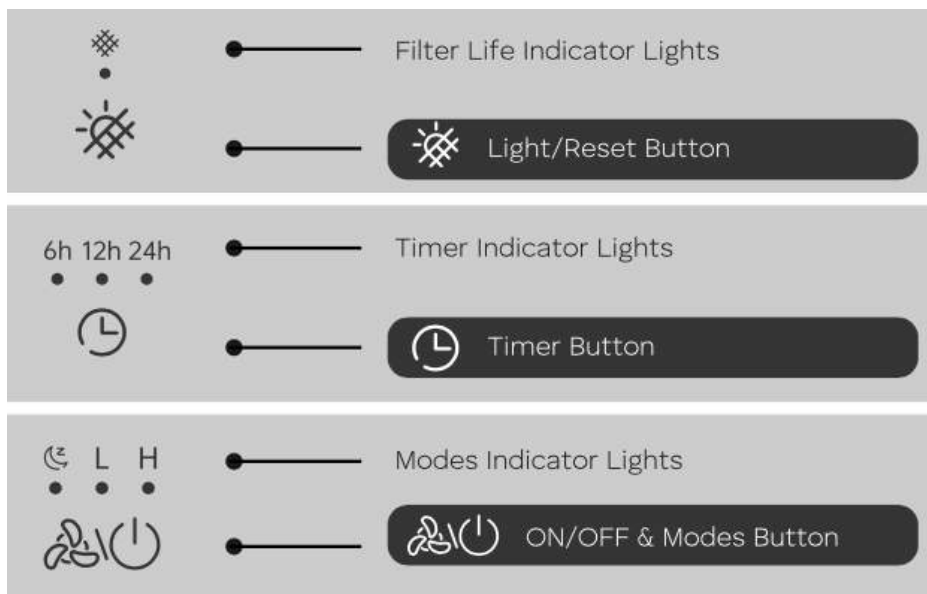 Filter Life Indicator Lights
Light/Reset Button
6h 12h 24h
Timer Indicator Lights
Timer Button
L H
Modes Indicator Lights
ON/OFF & Modes Button